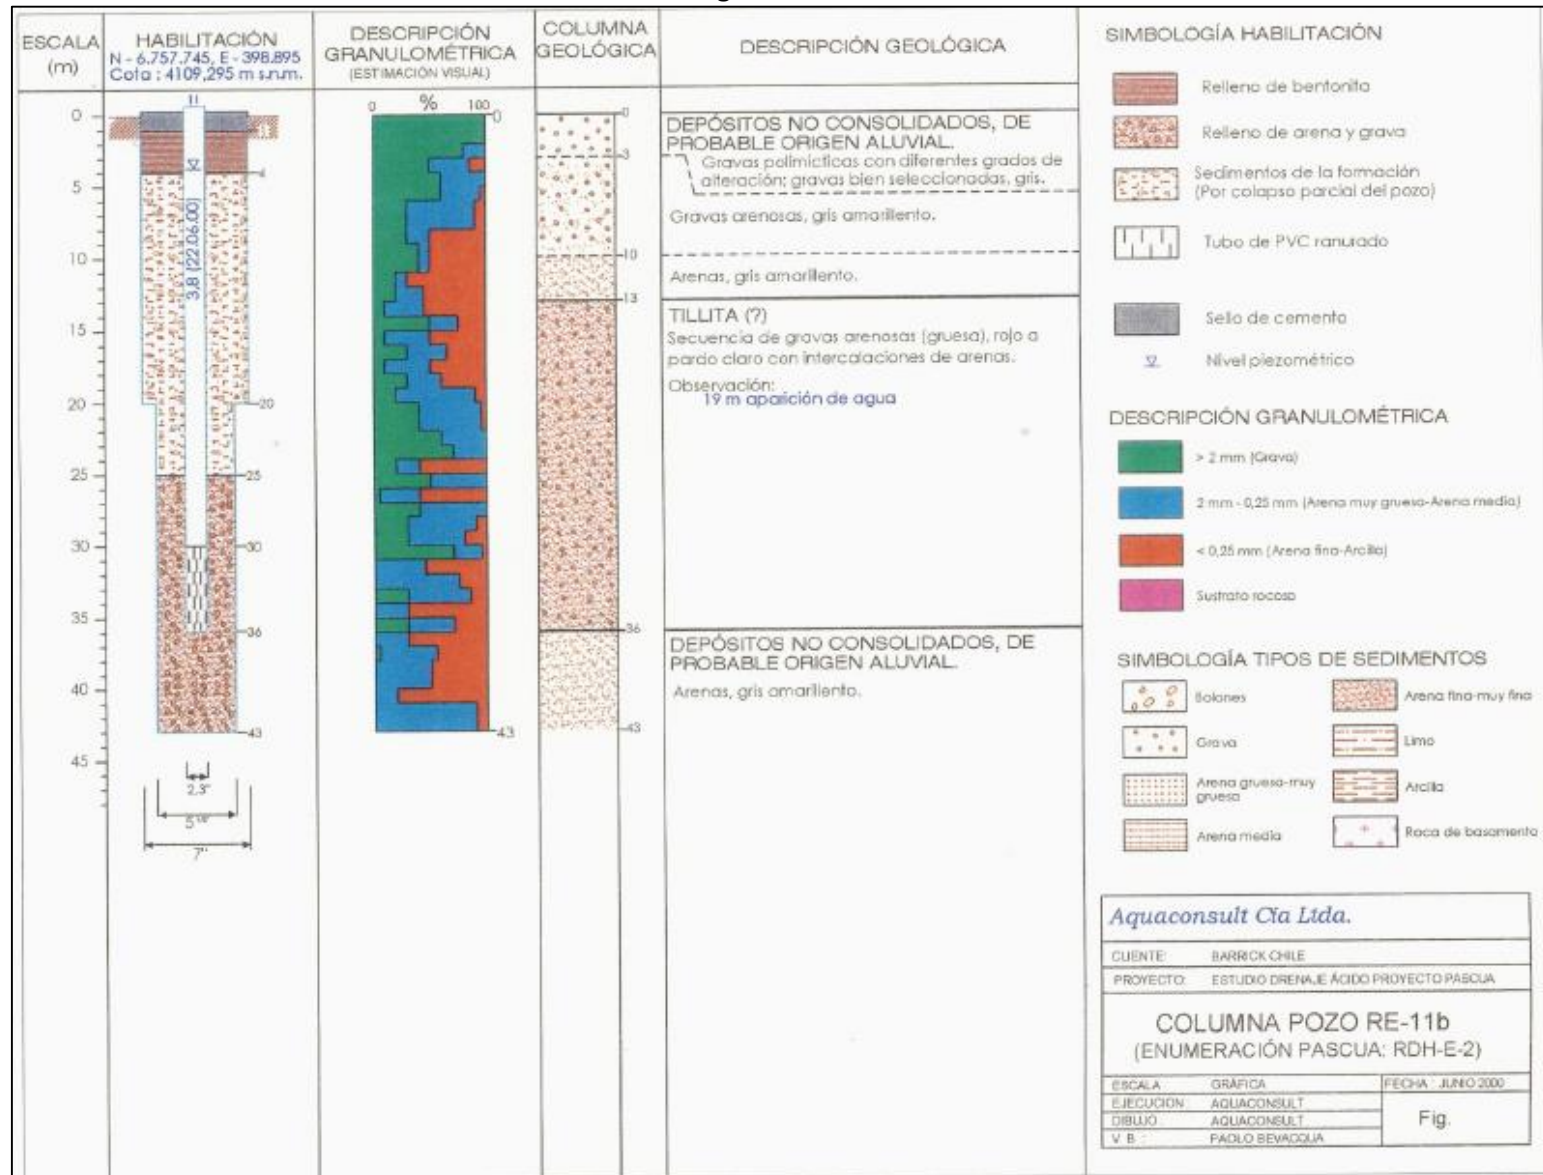 ESCALA
(m)
HABILITACIÓN
N - 6.757.745, E - 398.895
Cota : 4109,295 m s.n.m.
DESCRIPCIÓN
GRANULOMÉTRICA
(ESTIMACIÓN VISUAL)
COLUMNA
GEOLÓGICA
DESCRIPCIÓN GEOLÓGICA
0
5
10
15
20
25
30
35
40
45
3,8 (22.06.00)
1
4
20
25
30
36
43
2,3"
5
7"
0 % 100
0
43
0
3
10
13
36
43
DEPÓSITOS NO CONSOLIDADOS, DE
PROBABLE ORIGEN ALUVIAL.
Gravas polimícticas con diferentes grados de
alteración; gravas bien seleccionadas, gris.
Gravas arenosas, gris amarillento.
Arenas, gris amarillento.
TILLITA (?)
Secuencia de gravas arenosas (gruesa), rojo a
pardo claro con intercalaciones de arenas.
Observación:
19 m aparición de agua
DEPÓSITOS NO CONSOLIDADOS, DE
PROBABLE ORIGEN ALUVIAL.
Arenas, gris amarillento.
SIMBOLOGÍA HABILITACIÓN
Relleno de bentonita
Relleno de arena y grava
Sedimentos de la formación
(Por colapso parcial del pozo)
Tubo de PVC ranurado
Sello de cemento
Nivel piezométrico
DESCRIPCIÓN GRANULOMÉTRICA
> 2 mm (Grava)
2 mm - 0,25 mm (Arena muy gruesa-Arena media)
< 0,25 mm (Arena fina-Arcilla)
Sustrato rocoso
SIMBOLOGÍA TIPOS DE SEDIMENTOS
Bolones
Grava
Arena gruesa-muy
gruesa
Arena media
Arena fina-muy fina
Limo
Arcilla
Roca de basamento
Aquaconsult Cía Ltda.
CLIENTE: BARRICK CHILE
PROYECTO: ESTUDIO DRENAJE ÁCIDO PROYECTO PASCUA
COLUMNA POZO RE-11b
(ENUMERACIÓN PASCUA: RDH-E-2)
ESCALA GRÁFICA FECHA : JUNIO 2000
EJECUCION AQUACONSULT
DIBUJO AQUACONSULT
V. B. : PAOLO BEVACQUA
Fig.